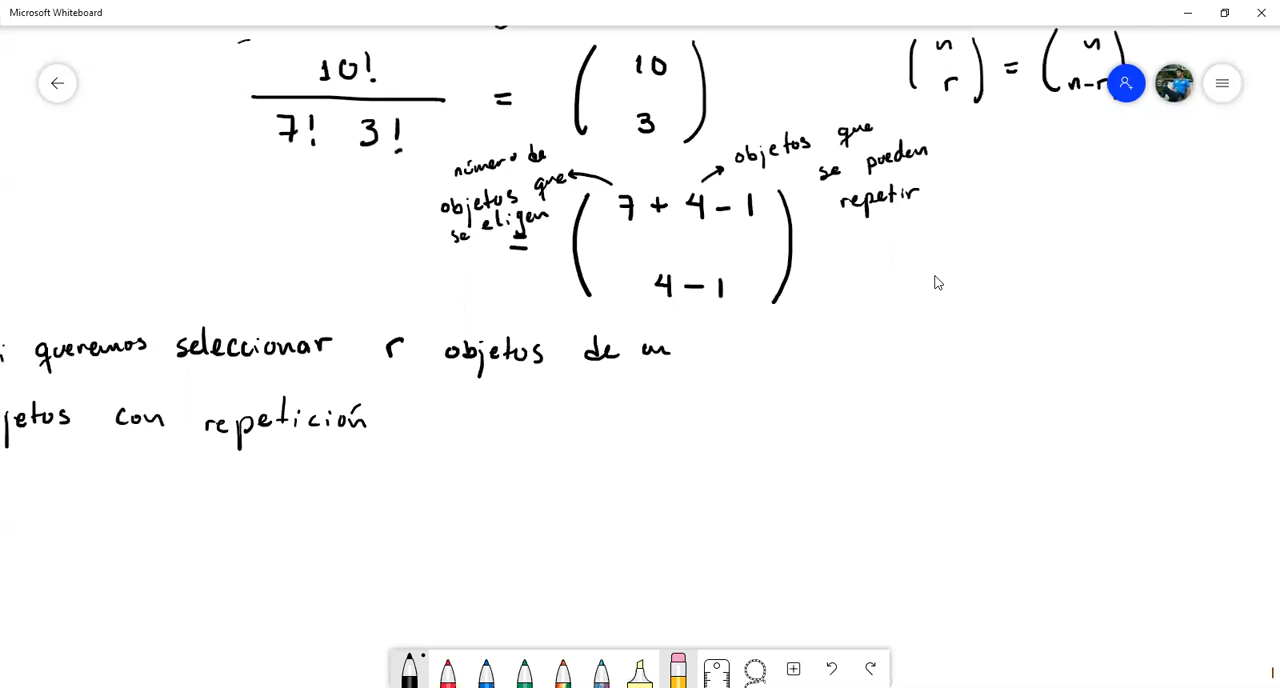 Microsoft Whiteboard
10! / 7! 3! = ( 10 3 )
( n r ) = ( n n-r )
número de
objetos que
se eligen
objetos que
se pueden
repetir
( 7 + 4 - 1
4 - 1 )
queremos seleccionar r objetos de
jetos con repetición